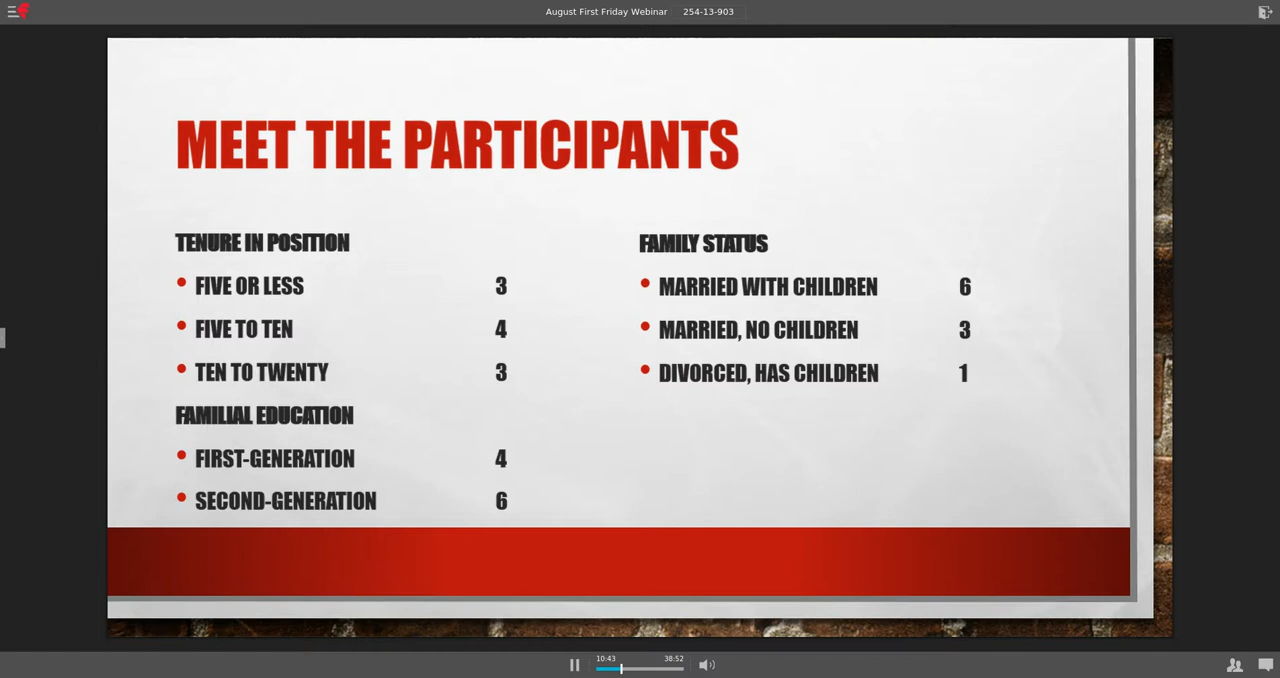 August First Friday Webinar 254-13-903
MEET THE PARTICIPANTS
TENURE IN POSITION
• FIVE OR LESS 3
• FIVE TO TEN 4
• TEN TO TWENTY 3
FAMILIAL EDUCATION
• FIRST-GENERATION 4
• SECOND-GENERATION 6
FAMILY STATUS
• MARRIED WITH CHILDREN 6
• MARRIED, NO CHILDREN 3
• DIVORCED, HAS CHILDREN 1
10:43 38:52